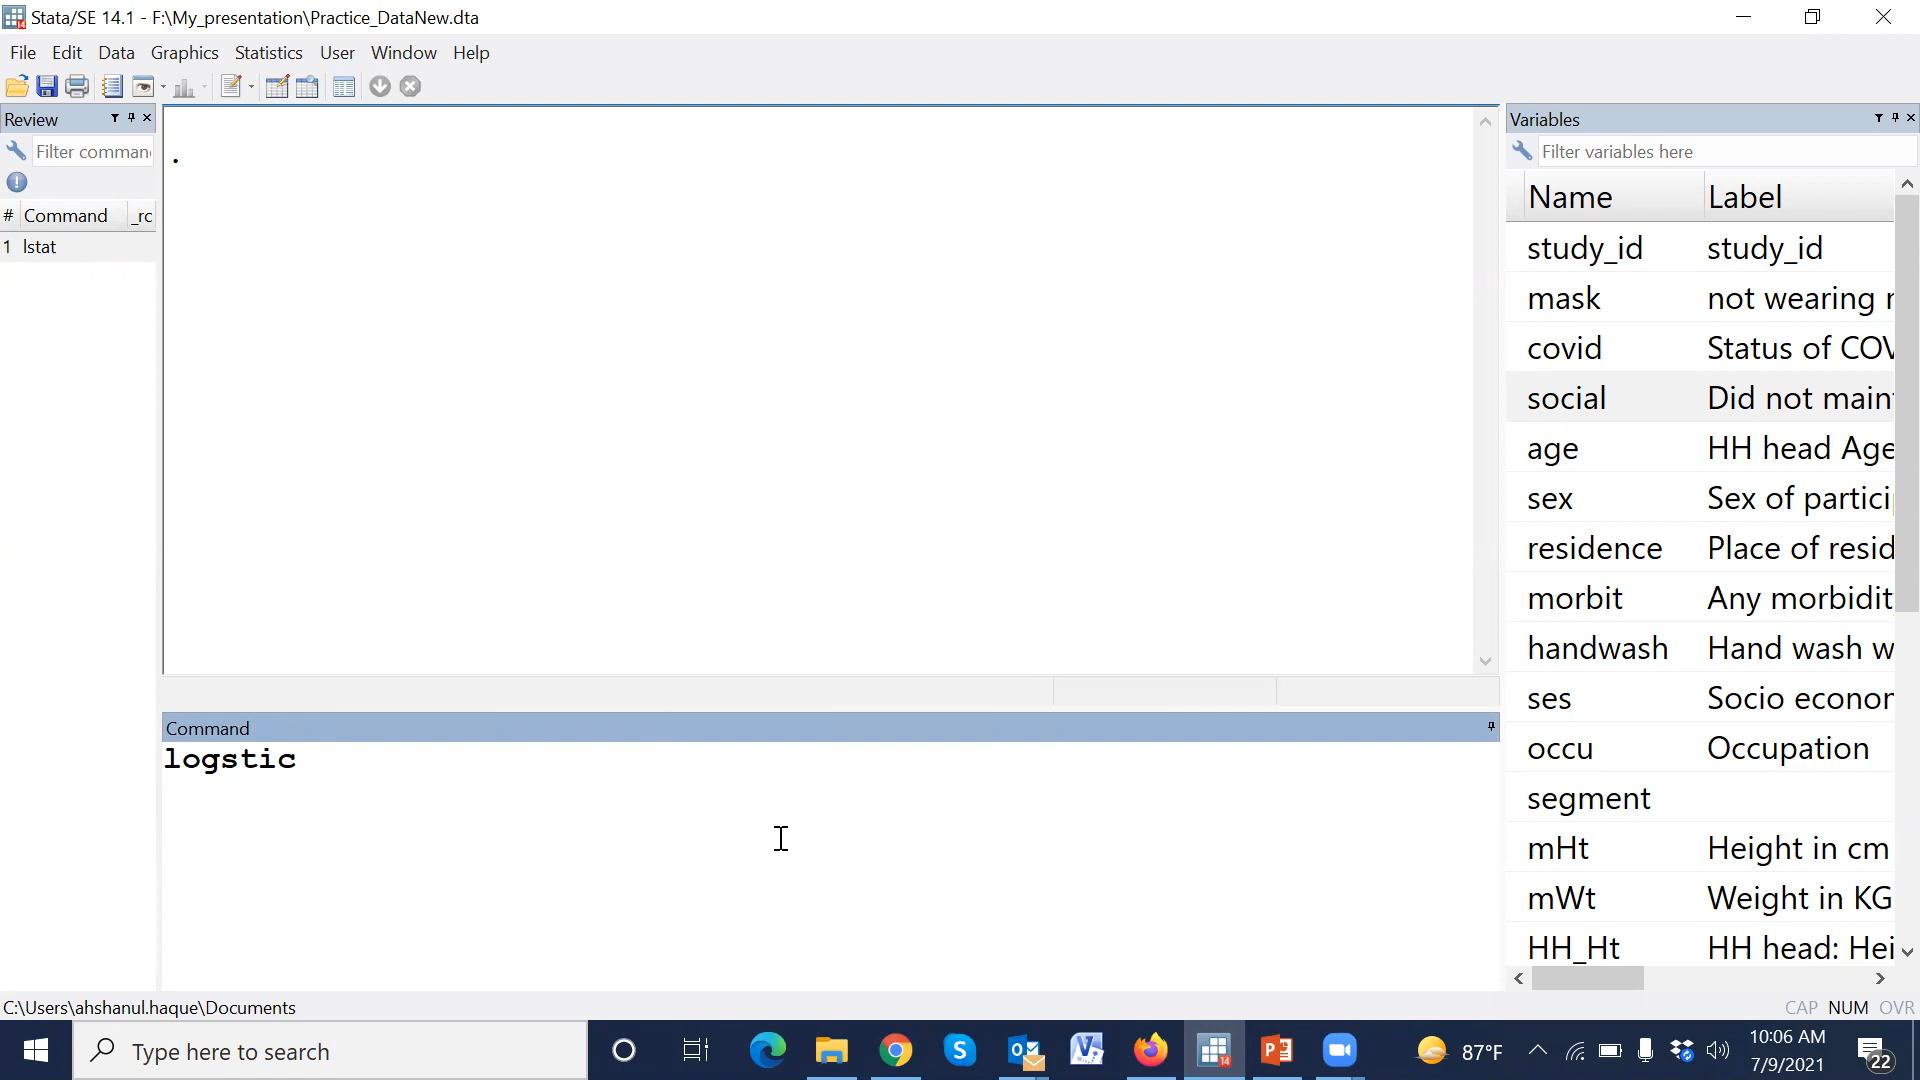 Stata/SE 14.1 - F:\My_presentation\Practice_DataNew.dta
File Edit Data Graphics Statistics User Window Help
Review
Filter comman
# Command _rc
1 lstat
.
Command
logstic
Variables
Filter variables here
Name Label
study_id study_id
mask not wearing
covid Status of COV
social Did not main
age HH head Age
sex Sex of partici
residence Place of resid
morbit Any morbidit
handwash Hand wash w
ses Socio econor
occu Occupation
segment
mHt Height in cm
mWt Weight in KG
HH_Ht HH head: Hei
C:\Users\ahshanul.haque\Documents
CAP NUM OVR
Type here to search
87°F
10:06 AM
7/9/2021
22